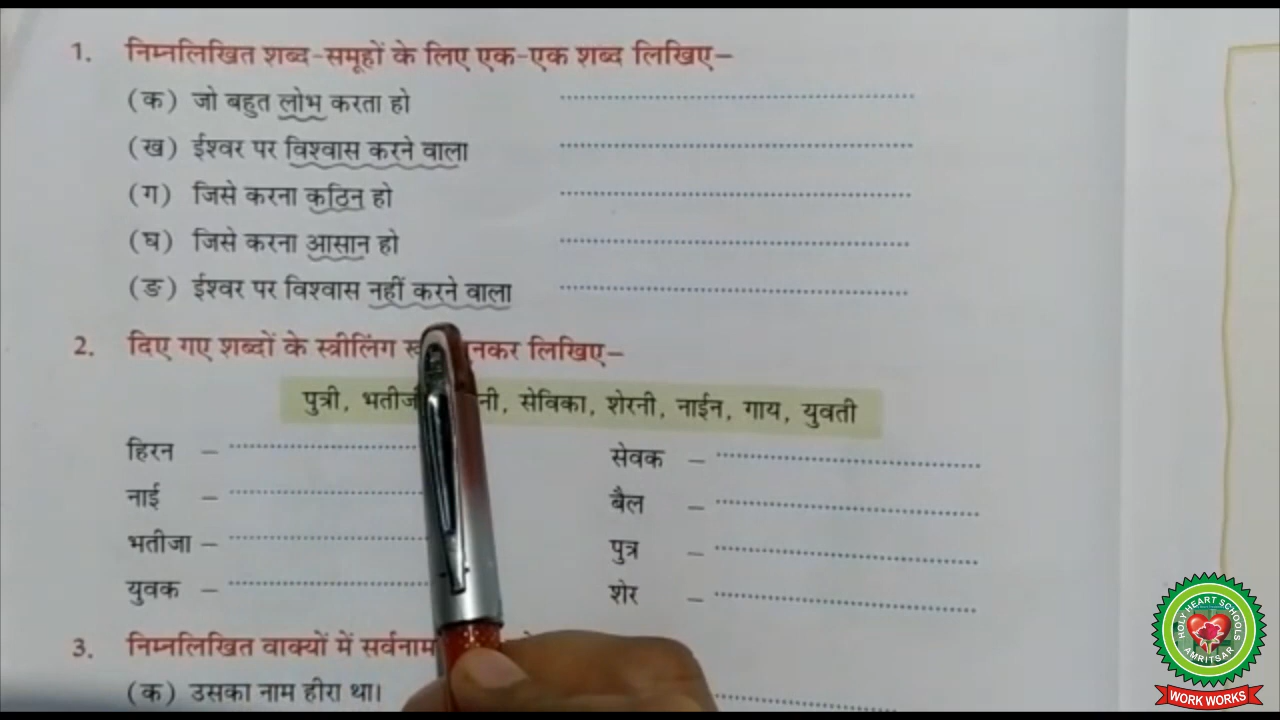 1. निम्नलिखित शब्द-समूहों के लिए एक-एक शब्द लिखिए–
(क) जो बहुत लोभ करता हो ....................
(ख) ईश्वर पर विश्वास करने वाला ....................
(ग) जिसे करना कठिन हो ....................
(घ) जिसे करना आसान हो ....................
(ङ) ईश्वर पर विश्वास नहीं करने वाला ....................
2. दिए गए शब्दों के स्त्रीलिंग लिखिए–
पुत्री, सेविका, शेरनी, नाईन, गाय, युवती
हिरन – .................... सेवक – ....................
नाई – .................... बैल – ....................
भतीजा – .................... पुत्र – ....................
युवक – .................... शेर – ....................
3. निम्नलिखित वाक्यों में सर्वनाम
(क) उसका नाम हीरा था। ....................
HOLY HEART SCHOOLS
AMRITSAR
WORK WORKS